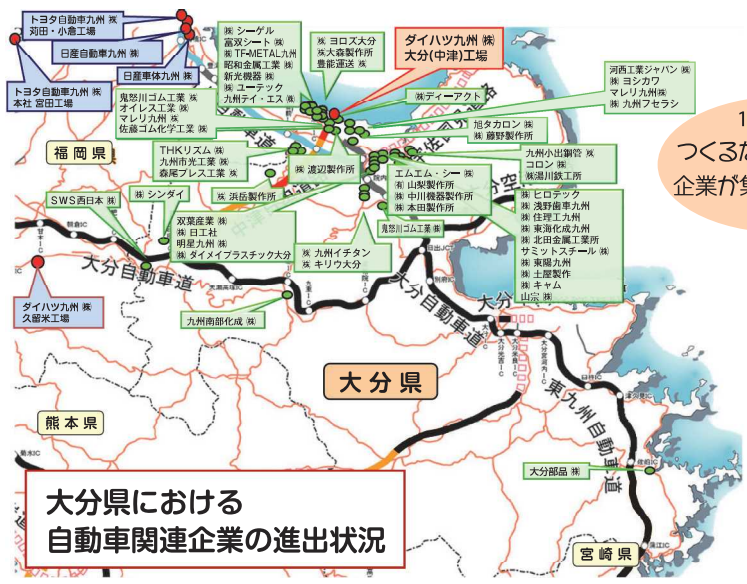 トヨタ自動車九州 ㈱
苅田・小倉工場
日産自動車九州 ㈱
日産車体九州 ㈱
トヨタ自動車九州 ㈱
本社 宮田工場
㈱ シーゲル
富双シート ㈱
㈱ TF-METAL九州
昭和金属工業 ㈱
新光機器 ㈱
㈱ ユーテック
九州テイ・エス ㈱
㈱ ヨロズ大分
㈱ 大森製作所
豊能運送 ㈱
ダイハツ九州 ㈱
大分(中津)工場
㈱ ディーアクト
河西工業ジャパン ㈱
㈱ ヨシカワ
マレリ九州 ㈱
㈱ 九州フセラシ
鬼怒川ゴム工業 ㈱
オイレス工業 ㈱
マレリ九州 ㈱
佐藤ゴム化学工業 ㈱
旭タカロン ㈱
㈱ 藤野製作所
つくるた
企業が集
福岡県
THKリズム ㈱
九州市光工業 ㈱
森尾プレス工業 ㈱
㈱ 渡辺製作所
九州小出鋼管 ㈱
コロン ㈱
㈱ 湯川鉄工所
エムエム・シー ㈱
㈲ 山梨製作所
㈱ 中川機器製作所
㈱ 本田製作所
SWS西日本 ㈱
㈱ シンダイ
㈱ 浜岳製作所
双葉産業 ㈱
㈱ 日工社
明星九州 ㈱
㈱ ダイメイプラスチック大分
㈱ 九州イチタン
㈱ キリウ大分
鬼怒川ゴム工業 ㈱
㈱ ヒロテック
㈱ 浅野歯車九州
㈱ 住理工九州
㈱ 東海化成九州
㈱ 北田金属工業所
サミットスチール ㈱
㈱ 東陽九州
㈱ 土屋製作
㈱ キャム
山宗 ㈱
大分自動車道
日出JCT
大分自動車道
大分
ダイハツ九州 ㈱
久留米工場
九州南部化成 ㈱
大分県
東九州自動車道
熊本県
大分部品 ㈱
佐伯IC
蒲江IC
宮崎県
大分県における
自動車関連企業の進出状況